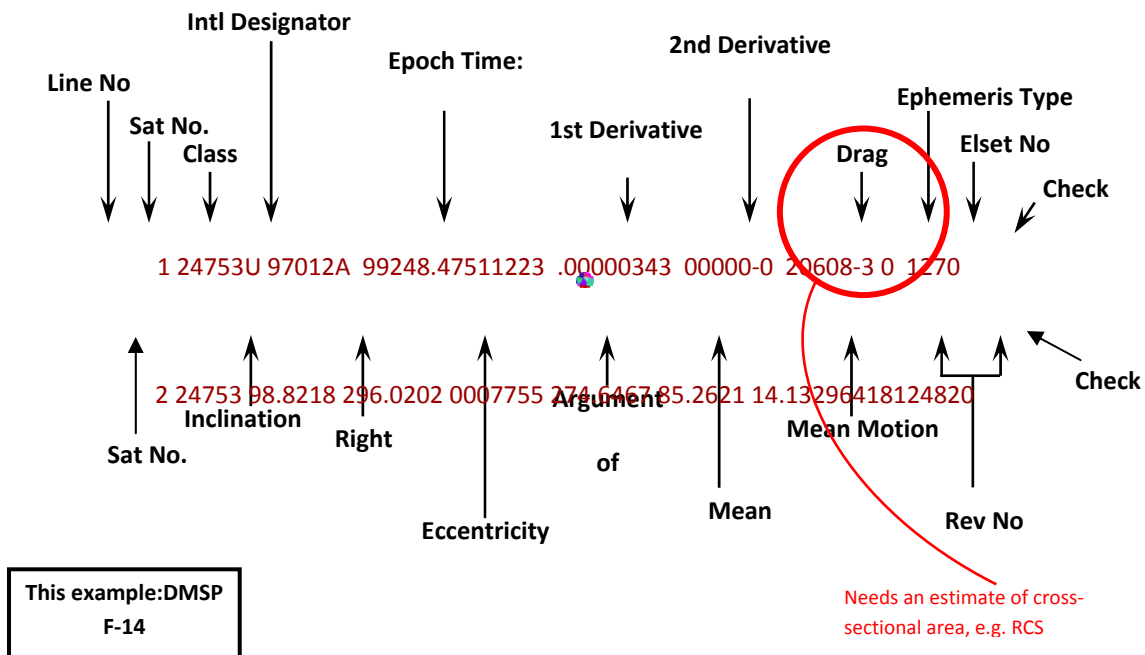 Intl Designator
2nd Derivative
Epoch Time:
Line No
Ephemeris Type
Sat No.
1st Derivative
Class
Drag
Elset No
Check
1 24753U 97012A 99248.47511223 .00000343 00000-0 20608-3 0 1270
2 24753 98.8218 296.0202 0007755 274.6467 85.2621 14.13296418124820
Check
Inclination
Argument
Right
Mean Motion
Sat No.
of
Mean
Rev No
Eccentricity
This example:DMSP
F-14
Needs an estimate of cross-
sectional area, e.g. RCS